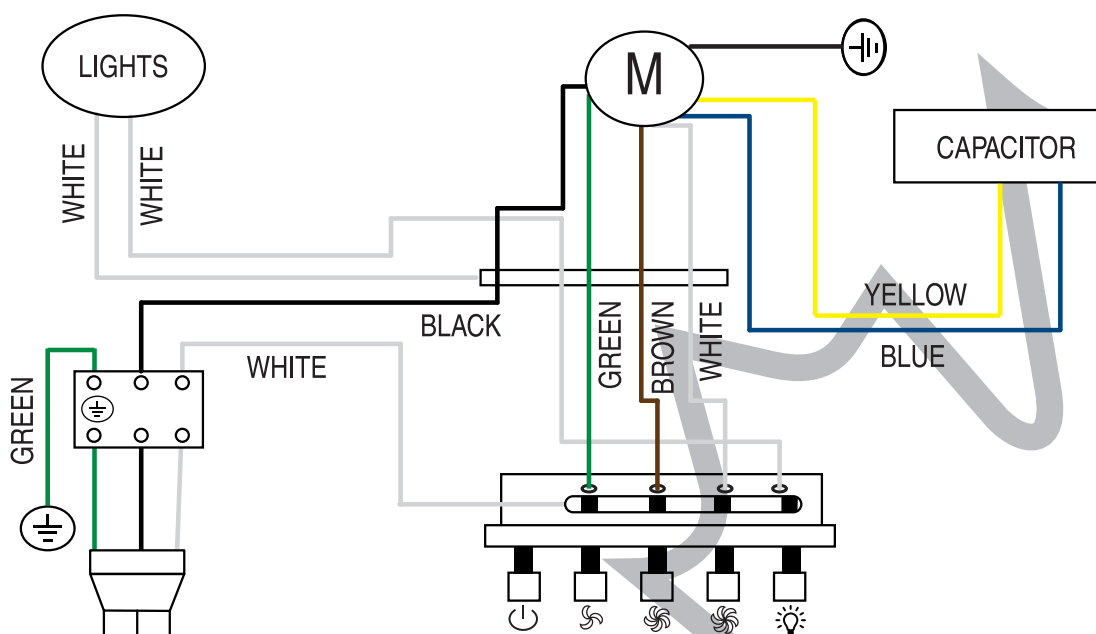 LIGHTS
M
CAPACITOR
WHITE
WHITE
YELLOW
BLACK
GREEN
BROWN
WHITE
BLUE
WHITE
GREEN